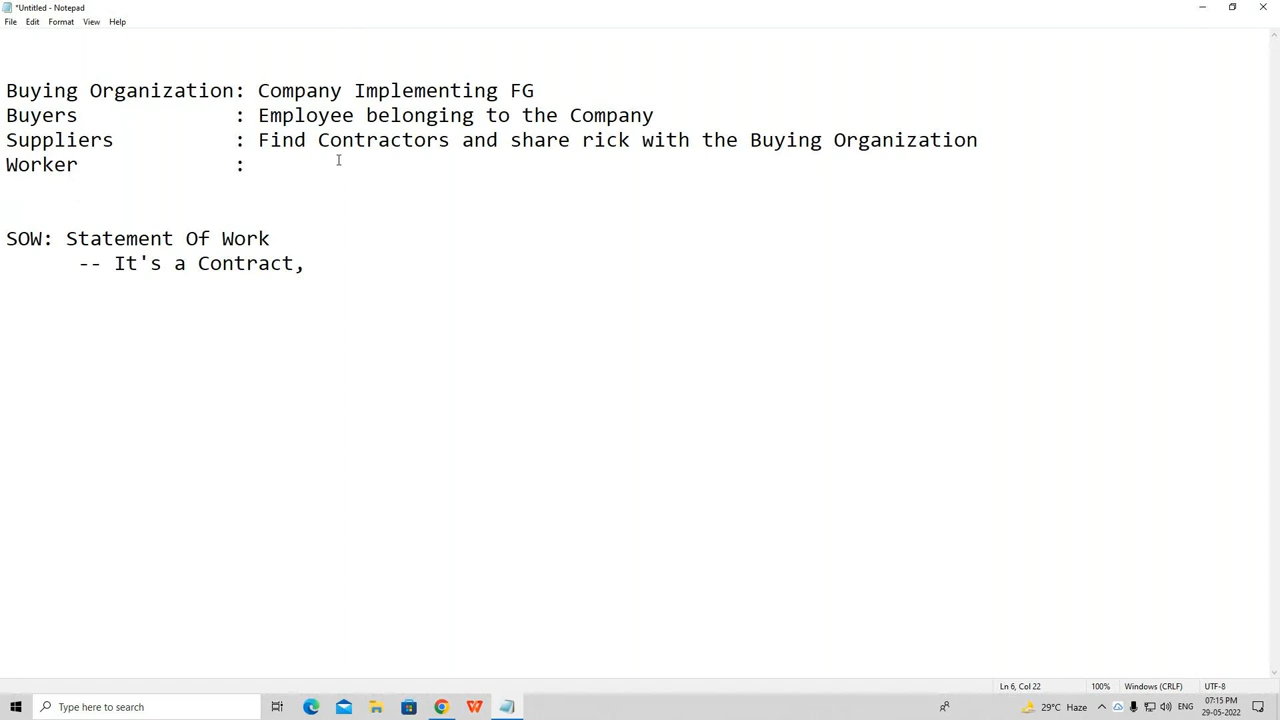 *Untitled - Notepad
File Edit Format View Help
Buying Organization: Company Implementing FG
Buyers : Employee belonging to the Company
Suppliers : Find Contractors and share rick with the Buying Organization
Worker :
SOW: Statement Of Work
-- It's a Contract,
Ln 6, Col 22 100% Windows (CRLF) UTF-8
Type here to search 29°C Haze ENG 07:15 PM
29-05-2022